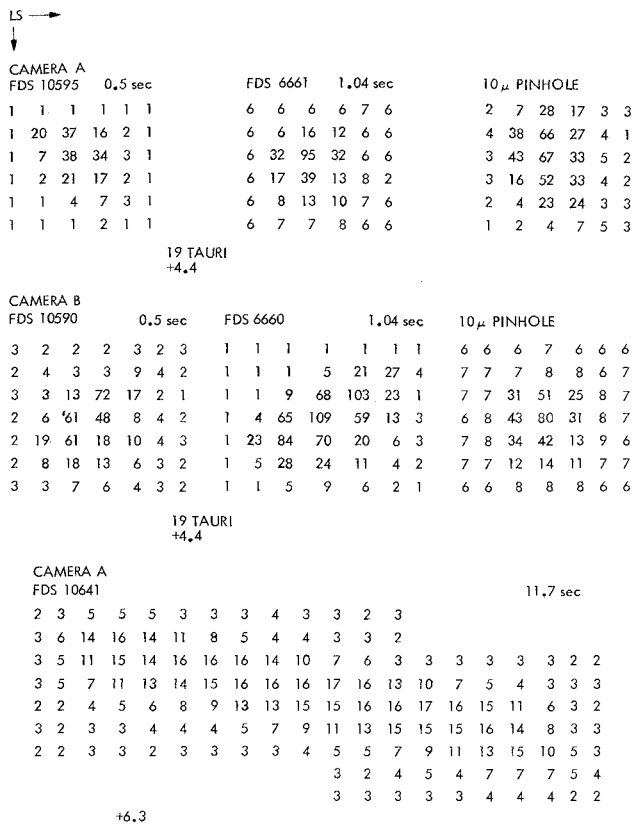 LS →
↓
CAMERA A
FDS 10595 0.5 sec FDS 6661 1.04 sec 10 μ PINHOLE
1 1 1 1 1 1 6 6 6 6 7 6 2 7 28 17 3 3
1 20 37 16 2 1 6 6 16 12 6 6 4 38 66 27 4 1
1 7 38 34 3 1 6 32 95 32 6 6 3 43 67 33 5 2
1 2 21 17 2 1 6 17 39 13 8 2 3 16 52 33 4 2
1 1 4 7 3 1 6 8 13 10 7 6 2 4 23 24 3 3
1 1 1 2 1 1 6 7 7 8 6 6 1 2 4 7 5 3
19 TAURI
+4.4
CAMERA B
FDS 10590 0.5 sec FDS 6660 1.04 sec 10 μ PINHOLE
3 2 2 2 3 2 3 1 1 1 1 1 1 1 6 6 6 7 6 6 6
2 4 3 3 9 4 2 1 1 1 5 21 27 4 7 7 7 8 8 6 7
3 3 13 72 17 2 1 1 1 9 68 103 23 1 7 7 31 51 25 8 7
2 6 '61 48 8 4 2 1 4 65 109 59 13 3 6 8 43 80 31 8 7
2 19 61 18 10 4 3 1 23 84 70 20 6 3 7 8 34 42 13 9 6
2 8 18 13 6 3 2 1 5 28 24 11 4 2 7 7 12 14 11 7 7
3 3 7 6 4 3 2 1 1 5 9 6 2 1 6 6 8 8 8 6 6
19 TAURI
+4.4
CAMERA A
FDS 10641 11.7 sec
2 3 5 5 5 3 3 3 4 3 3 2 3
3 6 14 16 14 11 8 5 4 4 3 3 2
3 5 11 15 14 16 16 16 14 10 7 6 3 3 3 3 3 3 2 2
3 5 7 11 13 14 15 16 16 16 17 16 13 10 7 5 4 3 3 3
2 2 4 5 6 8 9 13 13 15 15 16 16 17 16 15 11 6 3 2
3 2 3 3 4 4 4 5 7 9 11 13 15 15 15 16 14 8 3 3
2 2 3 3 2 3 3 3 3 4 5 5 7 9 11 13 15 10 5 3
3 2 4 5 4 7 7 7 5 4
3 3 3 3 3 4 4 4 2 2
+6.3